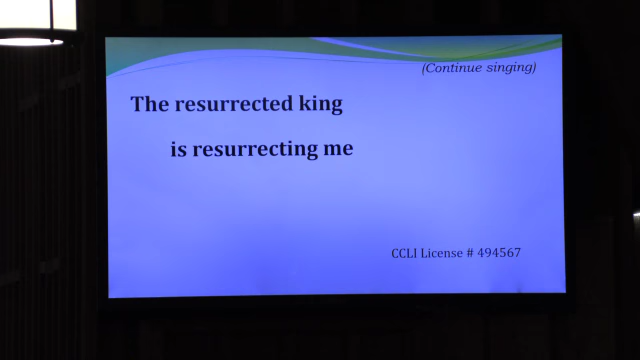 (Continue singing)
The resurrected king
is resurrecting me
CCLI License # 494567